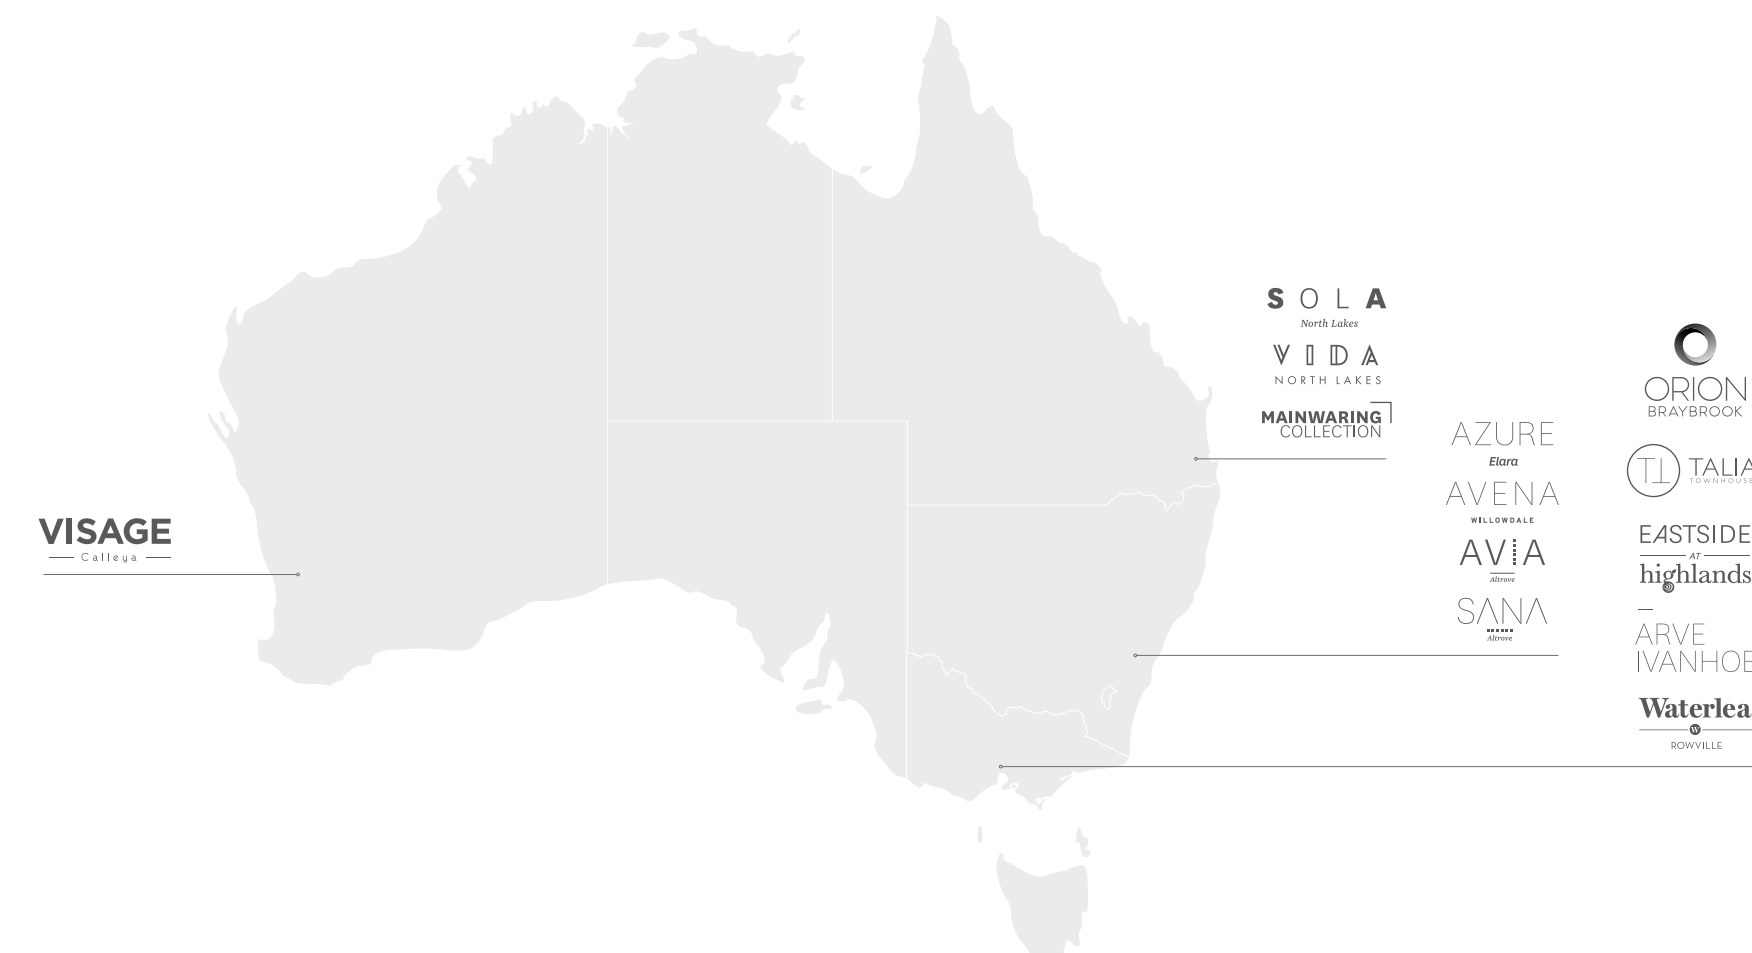 VISAGE
Calleya
SOLA
North Lakes
VIDA
NORTH LAKES
MAINWARING
COLLECTION
AZURE
Elara
AVENA
WILLOWDALE
AVIA
Altrove
SANA
Altrove
ORION
BRAYBROOK
TALIA
TOWNHOUSE
EASTSIDE
AT
highlands
ARVE
IVANHOE
Waterlea
W
ROWVILLE